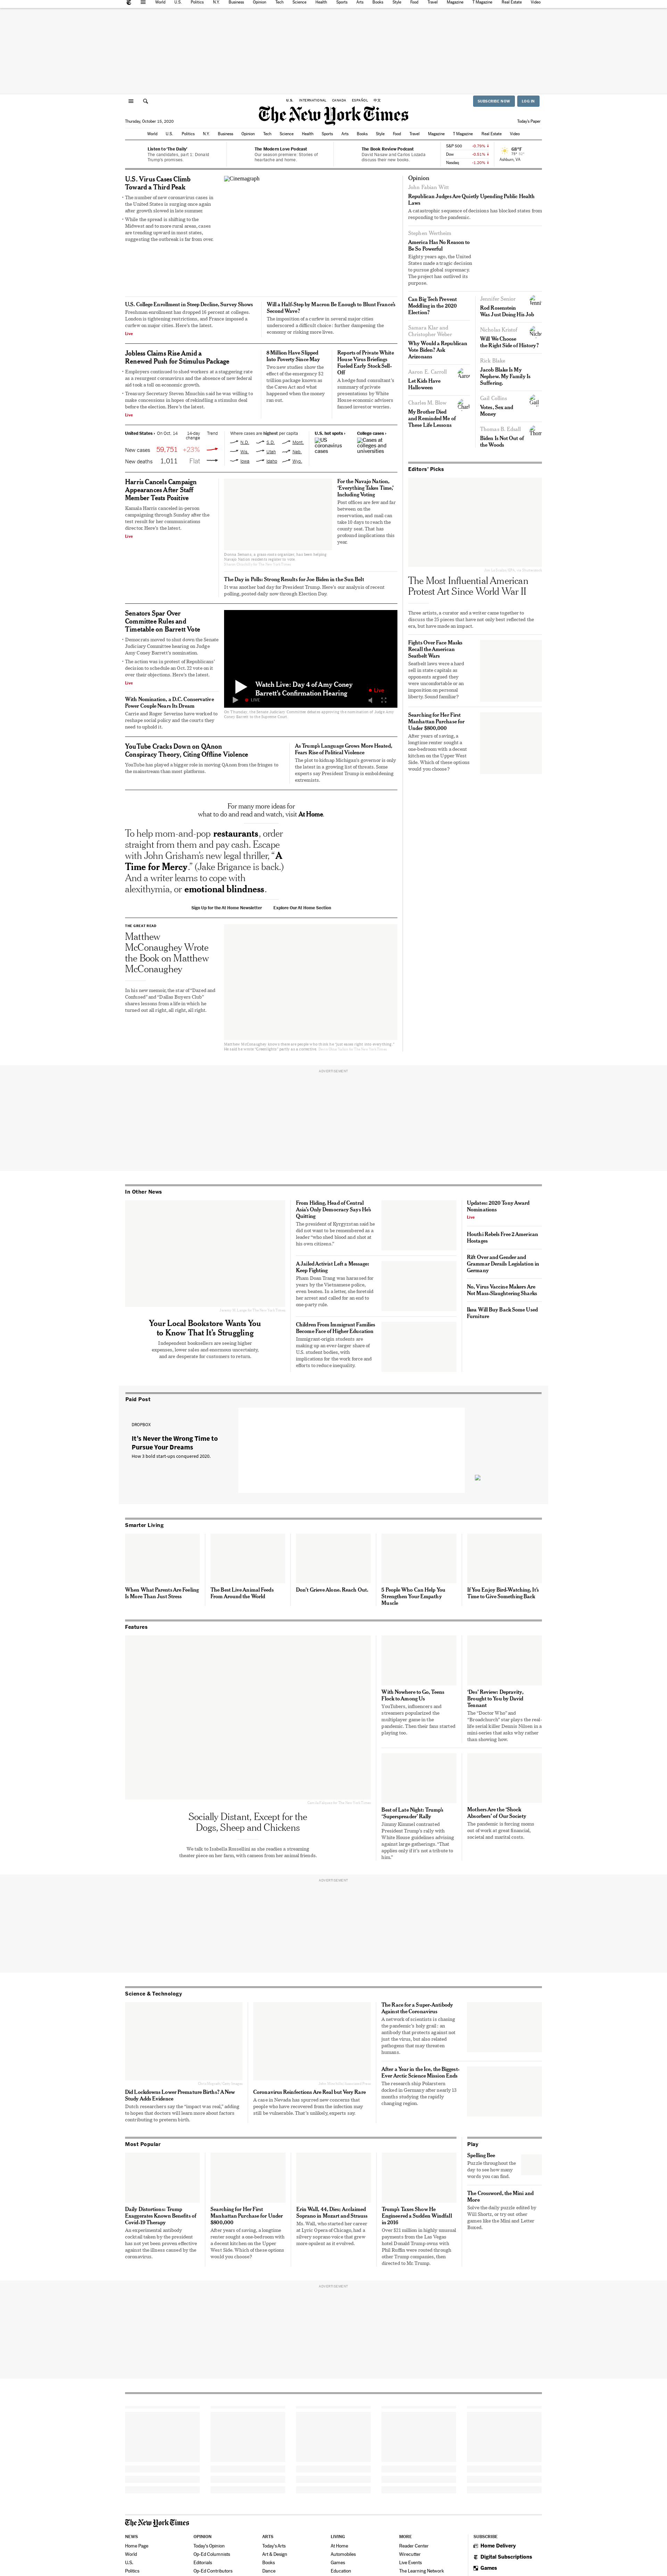 World U.S. Politics N.Y. Business Opinion Tech Science Health Sports Arts Books Style Food Travel Magazine T Magazine Real Estate Video
U.S. INTERNATIONAL CANADA ESPAÑOL 中文
SUBSCRIBE NOW LOG IN
The New York Times
Thursday, October 15, 2020
Today's Paper
World U.S. Politics N.Y. Business Opinion Tech Science Health Sports Arts Books Style Food Travel Magazine T Magazine Real Estate Video
Listen to 'The Daily'
The candidates, part 1: Donald
Trump's promises.
The Modern Love Podcast
Our season premiere: Stories of
heartache and home.
The Book Review Podcast
David Nasaw and Carlos Lozada
discuss their new books.
S&P 500 -0.79%
Dow -0.61%
Nasdaq -1.20%
68°F
Ashburn, VA
U.S. Virus Cases Climb
Toward a Third Peak
The number of new coronavirus cases in
the United States is surging once again
after growth slowed in late summer.
While the spread is shifting to the
Midwest and to more rural areas, cases
are trending upward in most states,
suggesting the outbreak is far from over.
Cinemagraph
U.S. College Enrollment in Steep Decline, Survey Shows
Freshman enrollment has dropped 16 percent at colleges.
London is tightening restrictions, and France imposed a
curfew on major cities. Here's the latest.
Live
Will a Half-Step by Macron Be Enough to Blunt France's
Second Wave?
The imposition of a curfew in several major cities
underscored a difficult choice: further dampening the
economy or risking more lives.
Jobless Claims Rise Amid a
Renewed Push for Stimulus Package
Employees continued shed workers at a staggering rate as
a resurgent coronavirus and the absence of new federal
aid took a toll on economic growth.
Treasury Secretary Steven Mnuchin said he was willing to
make difficult compromises in hopes of a stimulus deal
before the election. Here's the latest.
Live
8 Million Have Slipped
Into Poverty Since May
Two new studies show the
effect of the emergency $2
trillion package known as
the Cares Act and what
happened when the money
ran out.
Reports of Private White
House Virus Briefings
Fueled Early Stock Sell-
Off
A hedge fund consultant's
summary of private
presentations by White
House economic advisers
fanned investor worries.
United States › On Oct. 14 14-day change Trend
New cases 59,751 +23%
New deaths 1,011 Flat
Where cases are highest per capita
N.D. S.D. Mont.
Wis. Utah Neb.
Iowa Idaho Wyo.
U.S. hot spots ›
US
coronavirus
cases
College cases ›
Cases at
colleges and
universities
Harris Cancels Campaign
Appearances After Staff
Member Tests Positive
Kamala Harris canceled in-person
campaigning through Sunday after the
test result for her communications
director. Here's the latest.
Live
For the Navajo Nation,
'Everything Takes Time,'
Including Voting
Post offices are few and far
between on the
reservation, and mail can
take 10 days to reach the
county seat. That has
profound implications this
year.
The Day in Polls: Strong Results for Joe Biden in the Sun Belt
It was another bad day for President Trump. Here's our analysis of recent
polling, posted daily now through Election Day.
Senators Spar Over
Committee Rules and
Timetable on Barrett Vote
Democrats moved to shut down the Senate
Judiciary Committee hearing on Judge
Amy Coney Barrett's nomination.
The action was in protest of Republicans'
decision to schedule an Oct. 22 vote on it
over their objections. Here's the latest.
Live
With Nomination, a D.C. Conservative
Power Couple Nears Its Dream
Carrie and Roger Severino have worked to
reshape social policy and the courts they
want to uphold it.
Watch Live: Day 4 of Amy Coney
Barrett's Confirmation Hearing
Live
LIVE
On Thursday, the Senate Judiciary Committee debates approving the nomination of Judge Amy
Coney Barrett to the Supreme Court.
YouTube Cracks Down on QAnon
Conspiracy Theory, Citing Offline Violence
YouTube has played a bigger role in moving QAnon from the fringes to
the mainstream than most platforms.
As Trump's Language Grows More Heated,
Fears Rise of Political Violence
The plot to kidnap Michigan's governor is only
the latest in a growing list of threats. Some
experts say President Trump is emboldening
extremists.
For many more ideas for
what to do and read and watch, visit At Home.
To help mom-and-pop restaurants, order
straight from them and pay cash. Escape
with John Grisham's new legal thriller, "A
Time for Mercy." (Jake Brigance is back.)
And a writer learns to cope with
alexithymia, or emotional blindness.
Sign Up for the At Home Newsletter Explore Our At Home Section
THE GREAT READ
Matthew
McConaughey Wrote
the Book on Matthew
McConaughey
In his new memoir, the star of "Dazed and
Confused" and "Dallas Buyers Club"
shares lessons from a life in which he
turned out all right, all right, all right.
Opinion
John Fabian Witt
Republican Judges Are Quietly Upending Public Health
Laws
A catastrophic sequence of decisions has blocked states from
responding to the pandemic.
Stephen Wertheim
America Has No Reason to
Be So Powerful
Eighty years ago, the United
States made a tragic decision
to pursue global supremacy.
The project has outlived its
purpose.
Can Big Tech Prevent
Meddling in the 2020
Election?
Samara Klar and
Christopher Weber
Why Would a Republican
Vote Biden? Ask
Arizonans
Aaron E. Carroll
Let Kids Have
Halloween
Charles M. Blow
My Brother Died
and Reminded Me of
These Life Lessons
Jennifer Senior
Rod Rosenstein
Was Just Doing His Job
Nicholas Kristof
Will We Choose
the Right Side of History?
Rick Bloke
Jacob Blake Is My
Nephew. My Family Is
Suffering.
Gail Collins
Votes, Sex and
Money
Thomas B. Edsall
Biden Is Not Out of
the Woods
Editors' Picks
The Most Influential American
Protest Art Since World War II
Three artists, a curator and a writer came together to
discuss the 25 pieces that have not only best reflected the
era, but have made an impact.
Fights Over Face Masks
Recall the American
Seatbelt Wars
Seatbelt laws were a hard
sell in state capitals as
opponents argued they
were uncomfortable or an
imposition on personal
liberty. Sound familiar?
Searching for Her First
Manhattan Purchase for
Under $800,000
After years of saving, a
longtime renter sought a
one-bedroom with a decent
kitchen on the Upper West
Side. Which of these options
would you choose?
ADVERTISEMENT
In Other News
Your Local Bookstore Wants You
to Know That It's Struggling
Independent booksellers are seeing higher
expenses, lower sales and enormous uncertainty,
and are desperate for customers to return.
From Hiding, Head of Central
Asia's Only Democracy Says He's
Quitting
The president of Kyrgyzstan said he
did not want to be remembered as a
leader "who shed blood and shot at
his own citizens."
A Jailed Activist Left a Message:
Keep Fighting
Pham Doan Trang was harassed for
years by the Vietnamese police,
even beaten. In a letter, she foretold
her arrest and called for an end to
one-party rule.
Children From Immigrant Families
Become Face of Higher Education
Immigrant-origin students are
making up an ever larger share of
U.S. student bodies, with
implications for the work force and
efforts to reduce inequality.
Updates: 2020 Tony Award
Nominations
Live
Houthi Rebels Free 2 American
Hostages
Rift Over and Gender and
Grammar Derails Legislation in
Germany
No, Virus Vaccine Makers Are
Not Mass-Slaughtering Sharks
Ikea Will Buy Back Some Used
Furniture
Paid Post
DROPBOX
It's Never the Wrong Time to
Pursue Your Dreams
How 3 bold start-ups conquered 2020.
Smarter Living
When What Parents Are Feeling
Is More Than Just Stress
The Best Live Animal Feeds
From Around the World
Don't Grieve Alone. Reach Out.
5 People Who Can Help You
Strengthen Your Empathy
Muscle
If You Enjoy Bird-Watching, It's
Time to Give Something Back
Features
Socially Distant, Except for the
Dogs, Sheep and Chickens
We talk to Isabella Rossellini as she readies a streaming
theater piece on her farm, with cameos from her animal friends.
With Nowhere to Go, Teens
Flock to Among Us
YouTubers, influencers and
streamers popularized the
multiplayer game in the
pandemic. Then their fans started
playing too.
'Des' Review: Depravity,
Brought to You by David
Tennant
The "Doctor Who" and
"Broadchurch" star plays the real-
life serial killer Dennis Nilsen in a
mini-series that asks why rather
than showing how.
Best of Late Night: Trump's
'Superspreader' Rally
Jimmy Kimmel contrasted
President Trump's rally with
White House guidelines advising
against large gatherings. "That
applies only if it's not a tribute to
him."
Mothers Are the 'Shock
Absorbers' of Our Society
The pandemic is forcing moms
out of work at great financial,
societal and marital costs.
ADVERTISEMENT
Science & Technology
Did Lockdowns Lower Premature Births? A New
Study Adds Evidence
Dutch researchers say the "impact was real," adding
to hopes that doctors will learn more about factors
contributing to preterm birth.
Coronavirus Reinfections Are Real but Very Rare
A case in Nevada has spurred new concerns that
people who have recovered from the infection may
still be vulnerable. That's unlikely, experts say.
The Race for a Super-Antibody
Against the Coronavirus
A network of scientists is chasing
the pandemic's holy grail: an
antibody that protects against not
just the virus, but also related
pathogens that may threaten
humans.
After a Year in the Ice, the Biggest-
Ever Arctic Science Mission Ends
The research ship Polarstern
docked in Germany after nearly 13
months studying the rapidly
changing region.
Most Popular
Daily Distortions: Trump
Exaggerates Known Benefits of
Covid-19 Therapy
An experimental antibody
cocktail taken by the president
has not yet been proven effective
against the illness caused by the
coronavirus.
Searching for Her First
Manhattan Purchase for Under
$800,000
After years of saving, a longtime
renter sought a one-bedroom with
a decent kitchen on the Upper
West Side. Which of these options
would you choose?
Erin Wall, 44, Dies; Acclaimed
Soprano in Mozart and Strauss
Ms. Wall, who started her career
at Lyric Opera of Chicago, had a
silvery soprano voice that grew
more opulent as it evolved.
Trump's Taxes Show He
Engineered a Sudden Windfall
in 2016
Over $21 million in highly unusual
payments from the Las Vegas
hotel Donald Trump owns with
Phil Ruffin were routed through
other Trump companies, then
directed to Mr. Trump.
Play
Spelling Bee
Puzzle throughout the
day to see how many
words you can find.
The Crossword, the Mini and
More
Solve the daily puzzle edited by
Will Shortz, or try out other
games like the Mini and Letter
Boxed.
ADVERTISEMENT
The New York Times
NEWS
Home Page
World
U.S.
Politics
OPINION
Today's Opinion
Op-Ed Columnists
Editorials
Op-Ed Contributors
ARTS
Today's Arts
Art & Design
Books
Dance
LIVING
At Home
Automobiles
Games
Education
MORE
Reader Center
Wirecutter
Live Events
The Learning Network
SUBSCRIBE
Home Delivery
Digital Subscriptions
Games